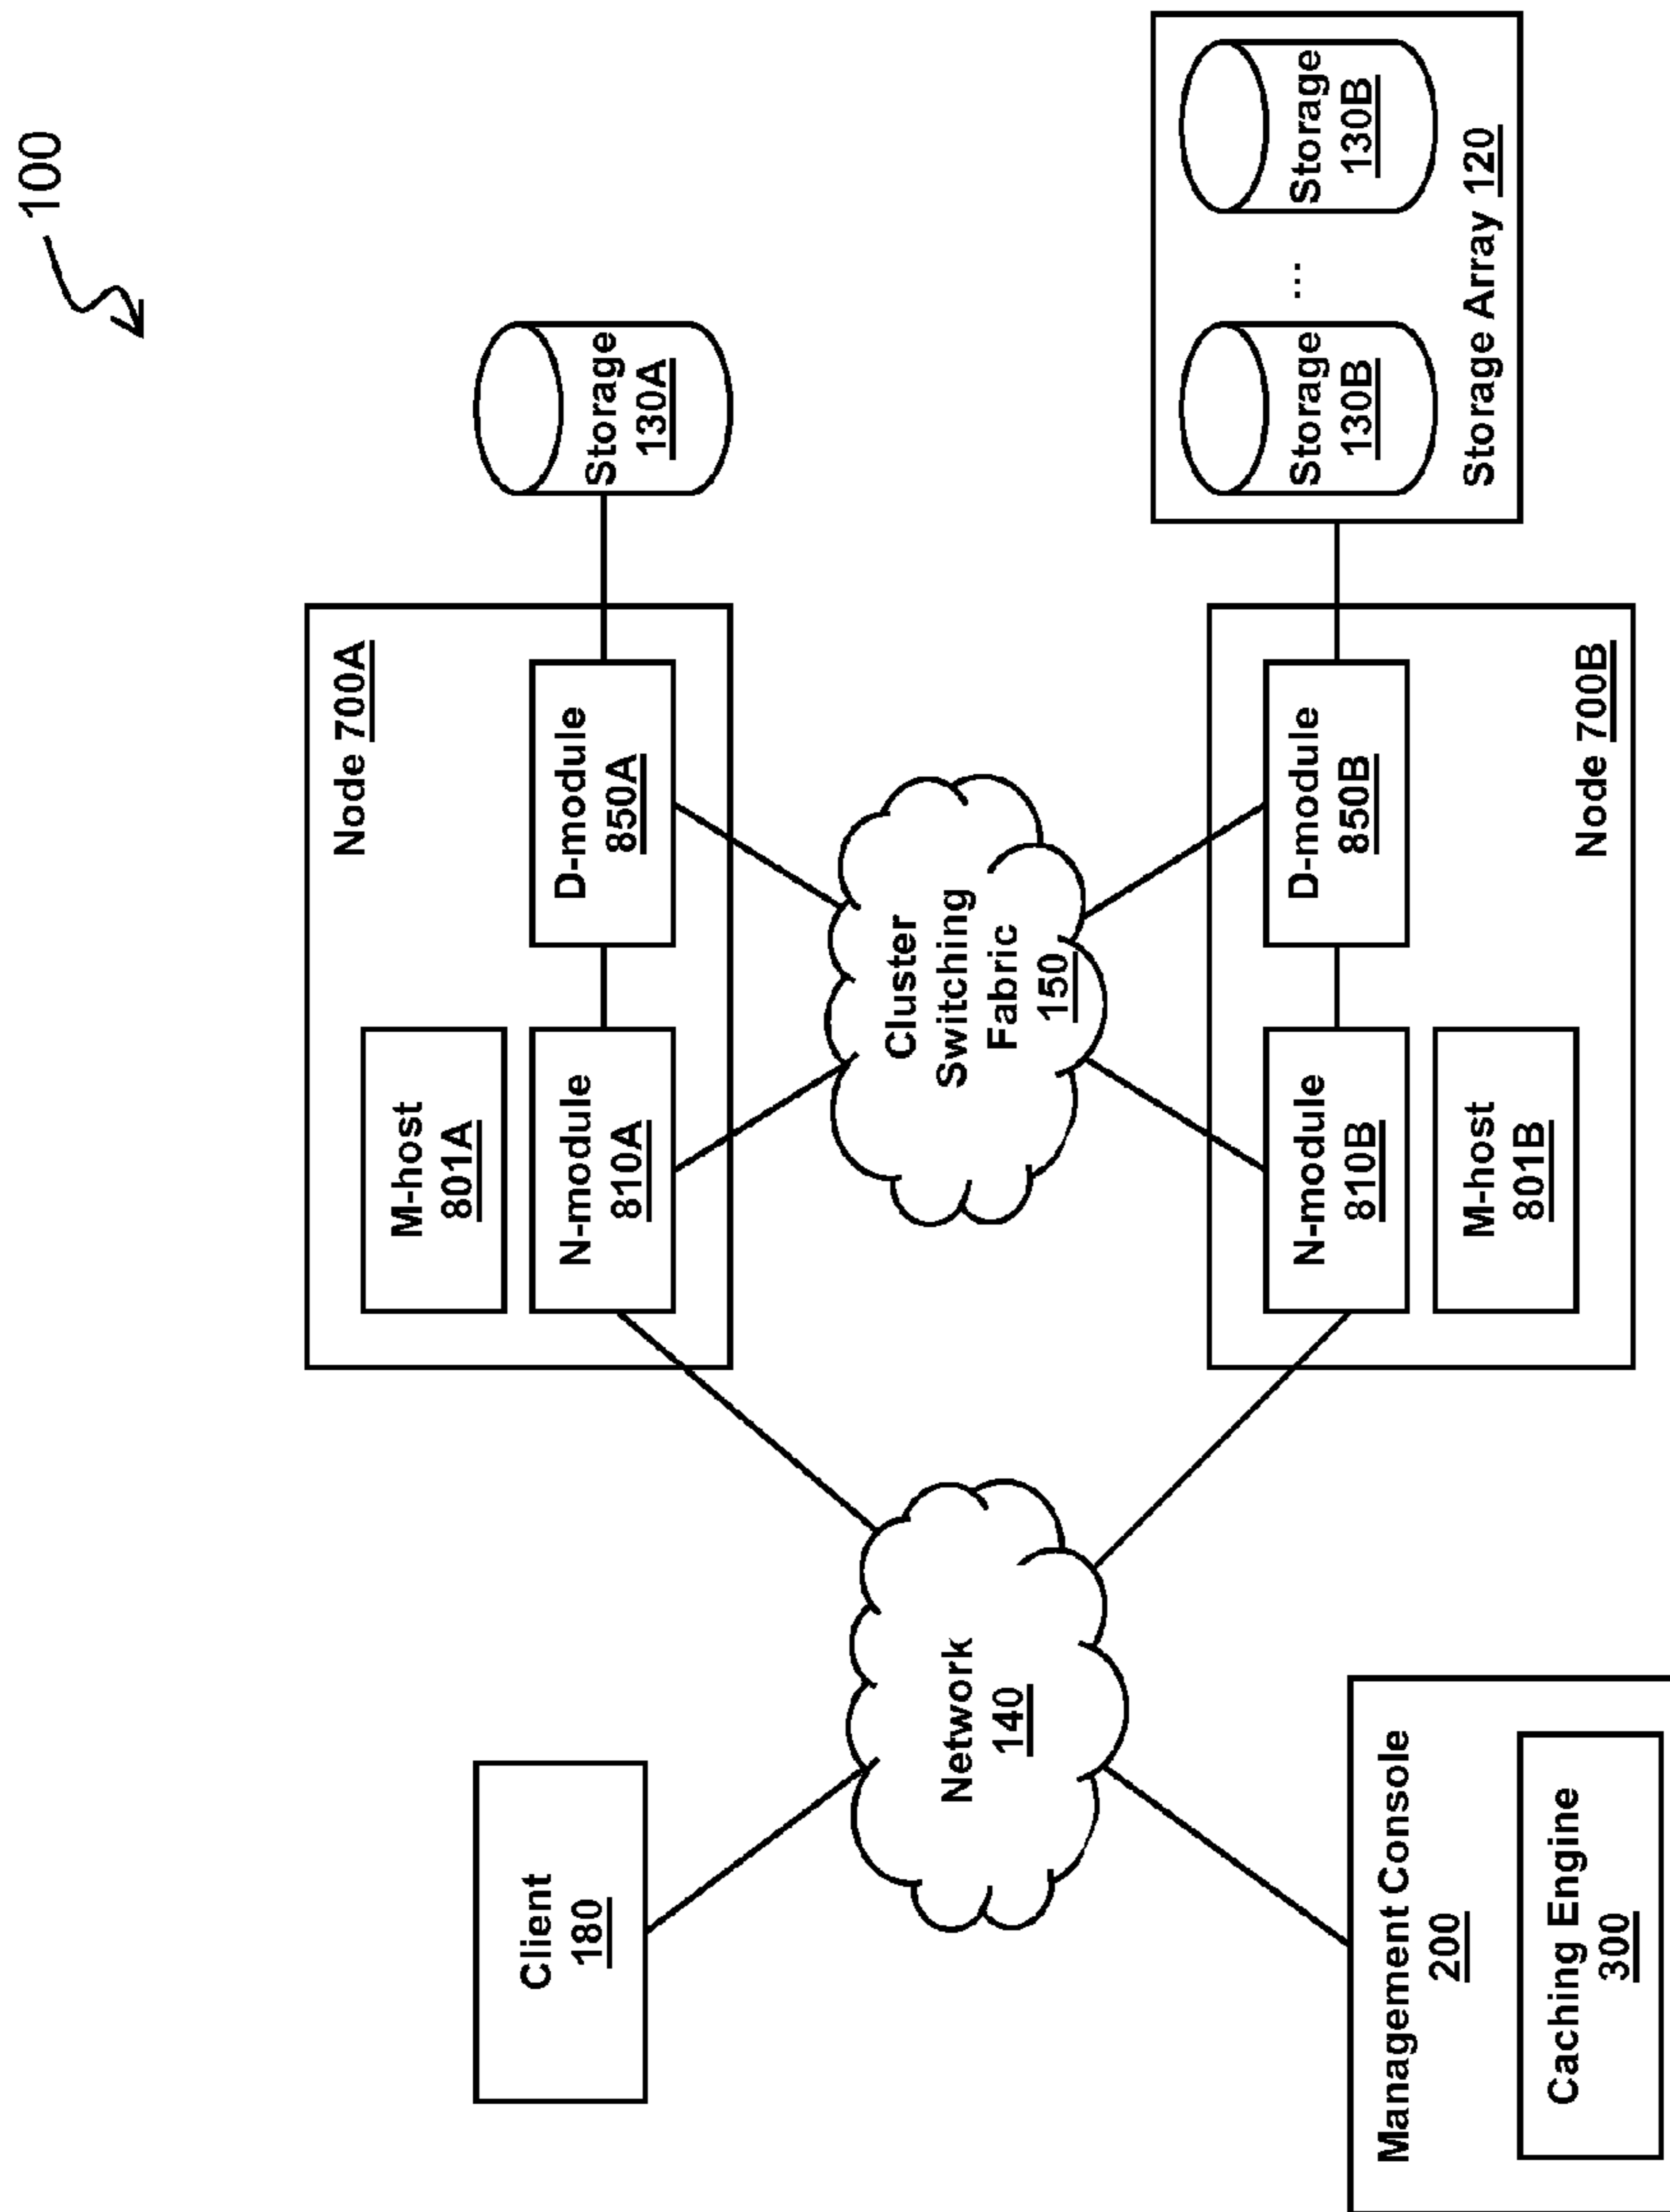 100
Client
180
Network
140
Management Console
200
Caching Engine
300
Node 700A
M-host
801A
N-module
810A
D-module
850A
Storage
130A
Cluster
Switching
Fabric
150
N-module
810B
D-module
850B
M-host
801B
Node 700B
Storage
130B
...
Storage
130B
Storage Array 120